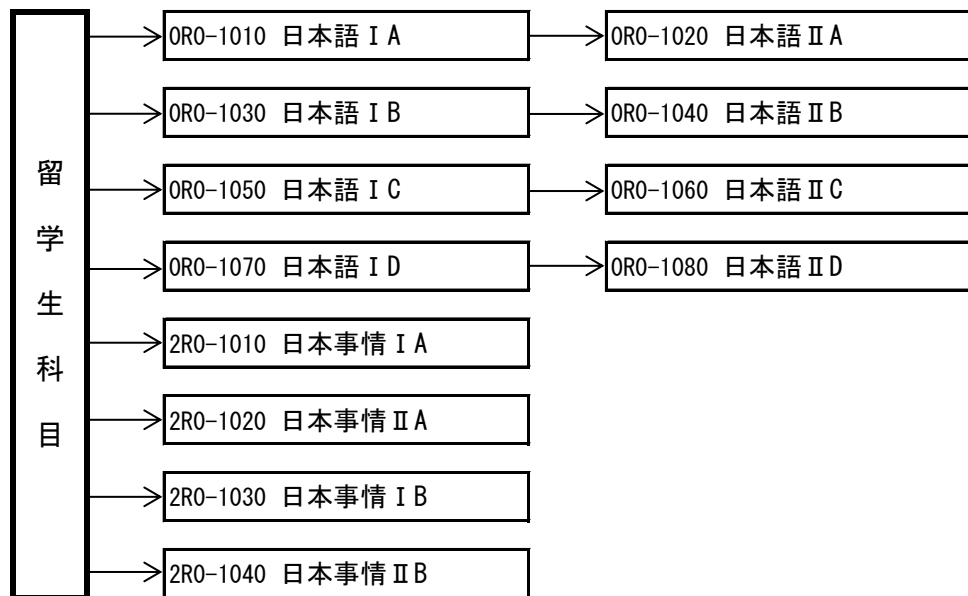 留学生科目
0R0-1010 日本語ⅠA
0R0-1020 日本語ⅡA
0R0-1030 日本語ⅠB
0R0-1040 日本語ⅡB
0R0-1050 日本語ⅠC
0R0-1060 日本語ⅡC
0R0-1070 日本語ⅠD
0R0-1080 日本語ⅡD
2R0-1010 日本事情ⅠA
2R0-1020 日本事情ⅡA
2R0-1030 日本事情ⅠB
2R0-1040 日本事情ⅡB